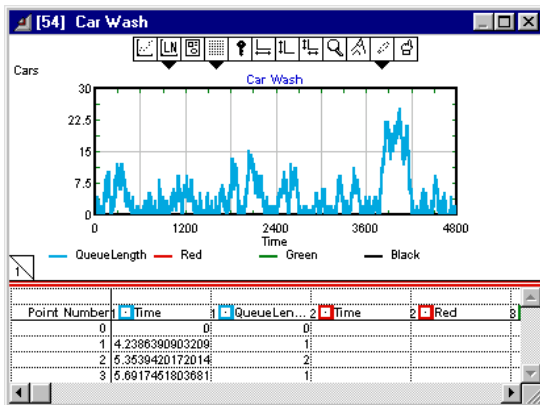 [54] Car Wash
LN
Cars
Car Wash
30
22.5
15
7.5
0
0 1200 2400 3600 4800
Time
QueueLength Red Green Black
1
Point Number 1 Time 1 QueueLen... 2 Time 2 Red 3
0 0 0
1 4.2386390903209 1
2 5.3539420172014 2
3 5.6917451803681 1